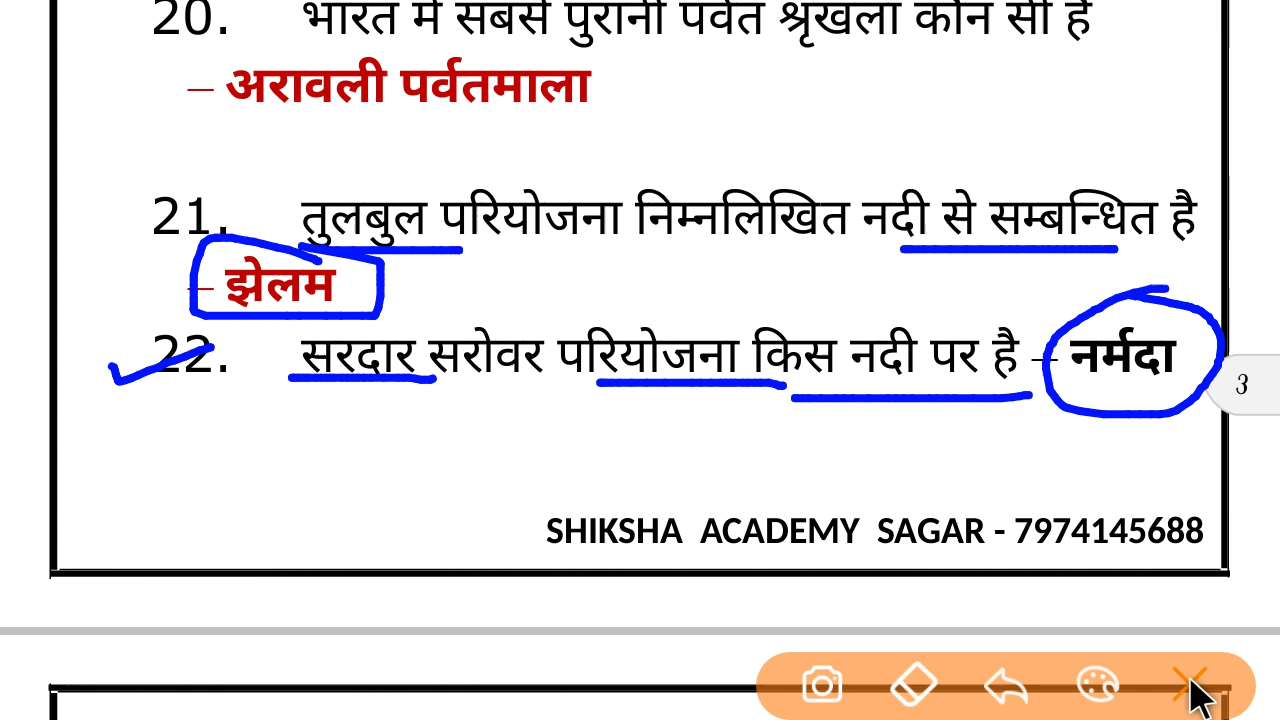 20. भारत में सबसे पुरानी पर्वत श्रृंखला कौन सी है
– अरावली पर्वतमाला
21. तुलबुल परियोजना निम्नलिखित नदी से सम्बन्धित है
– झेलम
22. सरदार सरोवर परियोजना किस नदी पर है – नर्मदा
3
SHIKSHA ACADEMY SAGAR - 7974145688